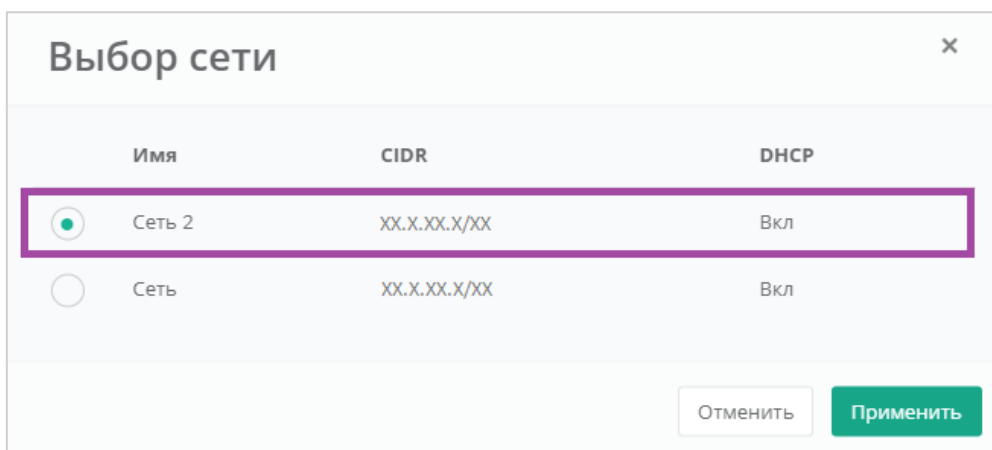 Выбор сети ×
Имя CIDR DHCP
Сеть 2 XX.X.XX.X/XX Вкл
Сеть XX.X.XX.X/XX Вкл
Отменить Применить